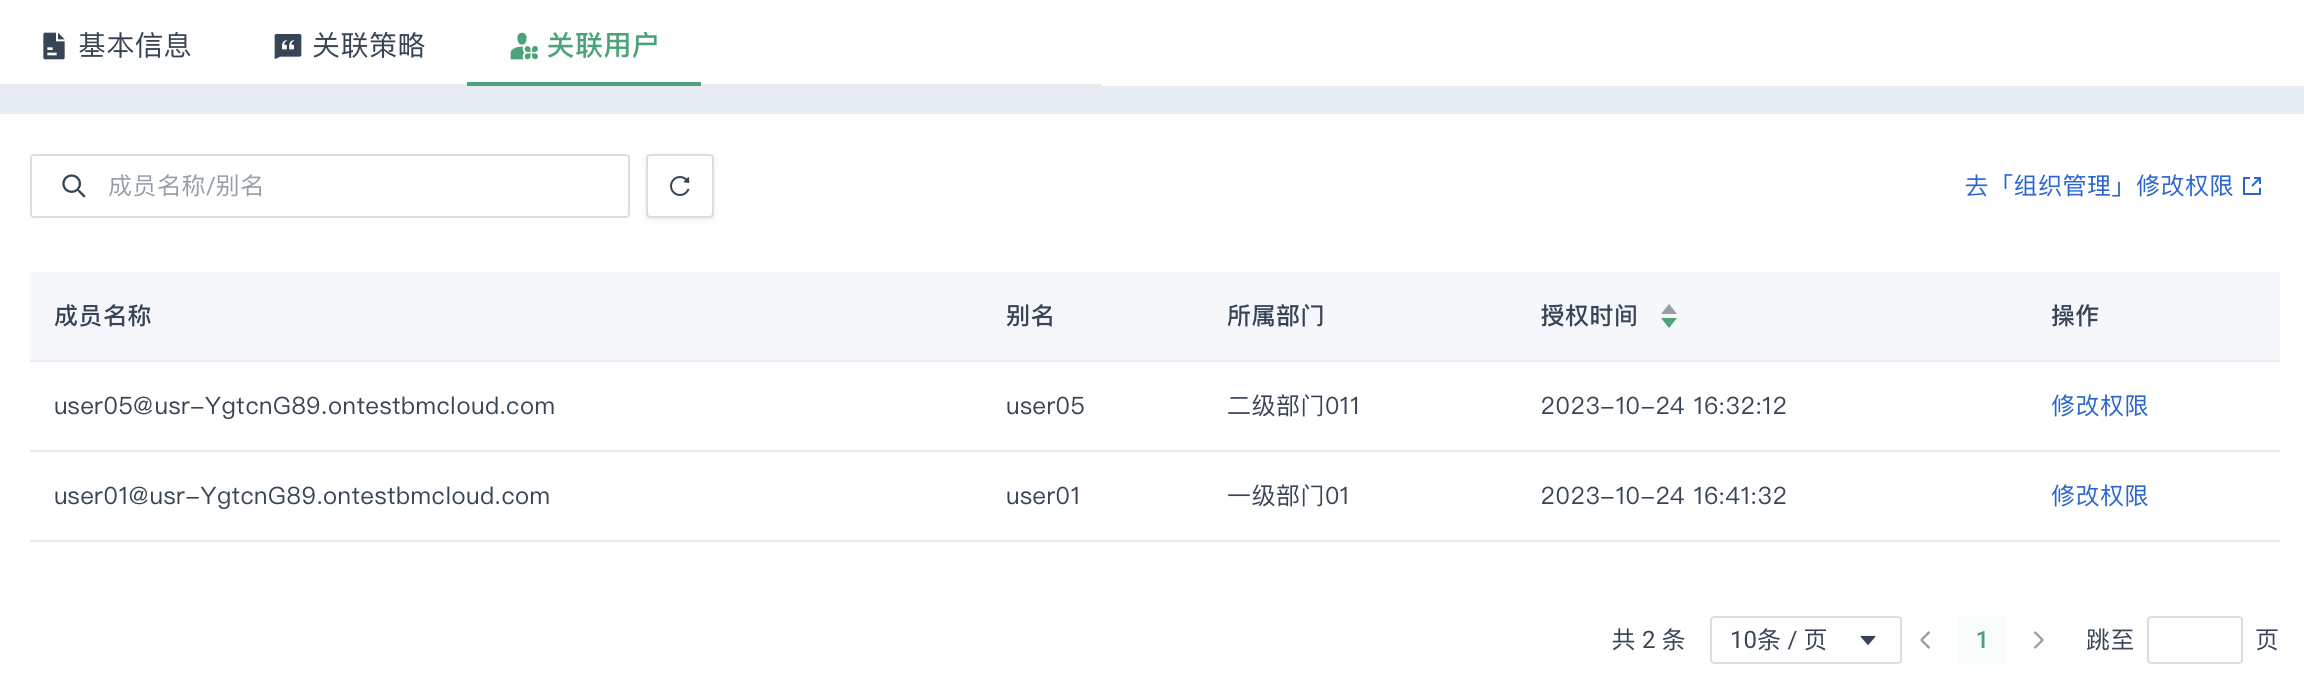 基本信息 关联策略 关联用户
成员名称/别名 去「组织管理」修改权限
成员名称 别名 所属部门 授权时间 操作
user05@usr-YgtcnG89.ontestbmcloud.com user05 二级部门011 2023-10-24 16:32:12 修改权限
user01@usr-YgtcnG89.ontestbmcloud.com user01 一级部门01 2023-10-24 16:41:32 修改权限
共 2 条 10条 / 页 1 跳至 页